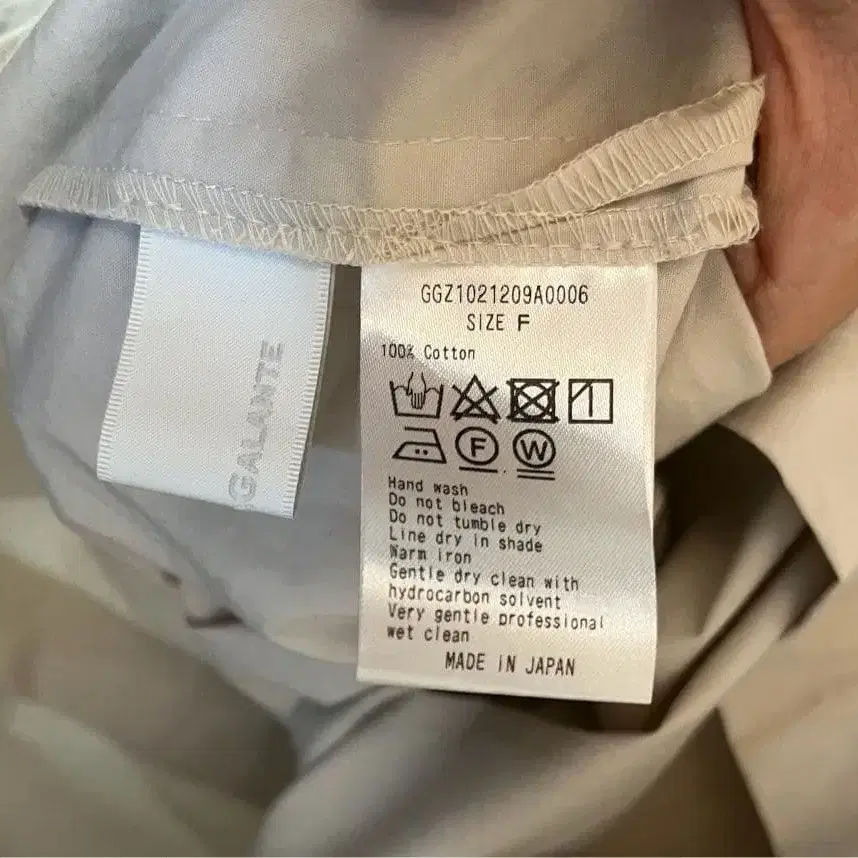 GALANTE
GGZ1021209A0006
SIZE F
100% Cotton
F W
Hand wash
Do not bleach
Do not tumble dry
Line dry in shade
Warm iron
Gentle dry clean with
hydrocarbon solvent
Very gentle professional
wet clean
MADE IN JAPAN